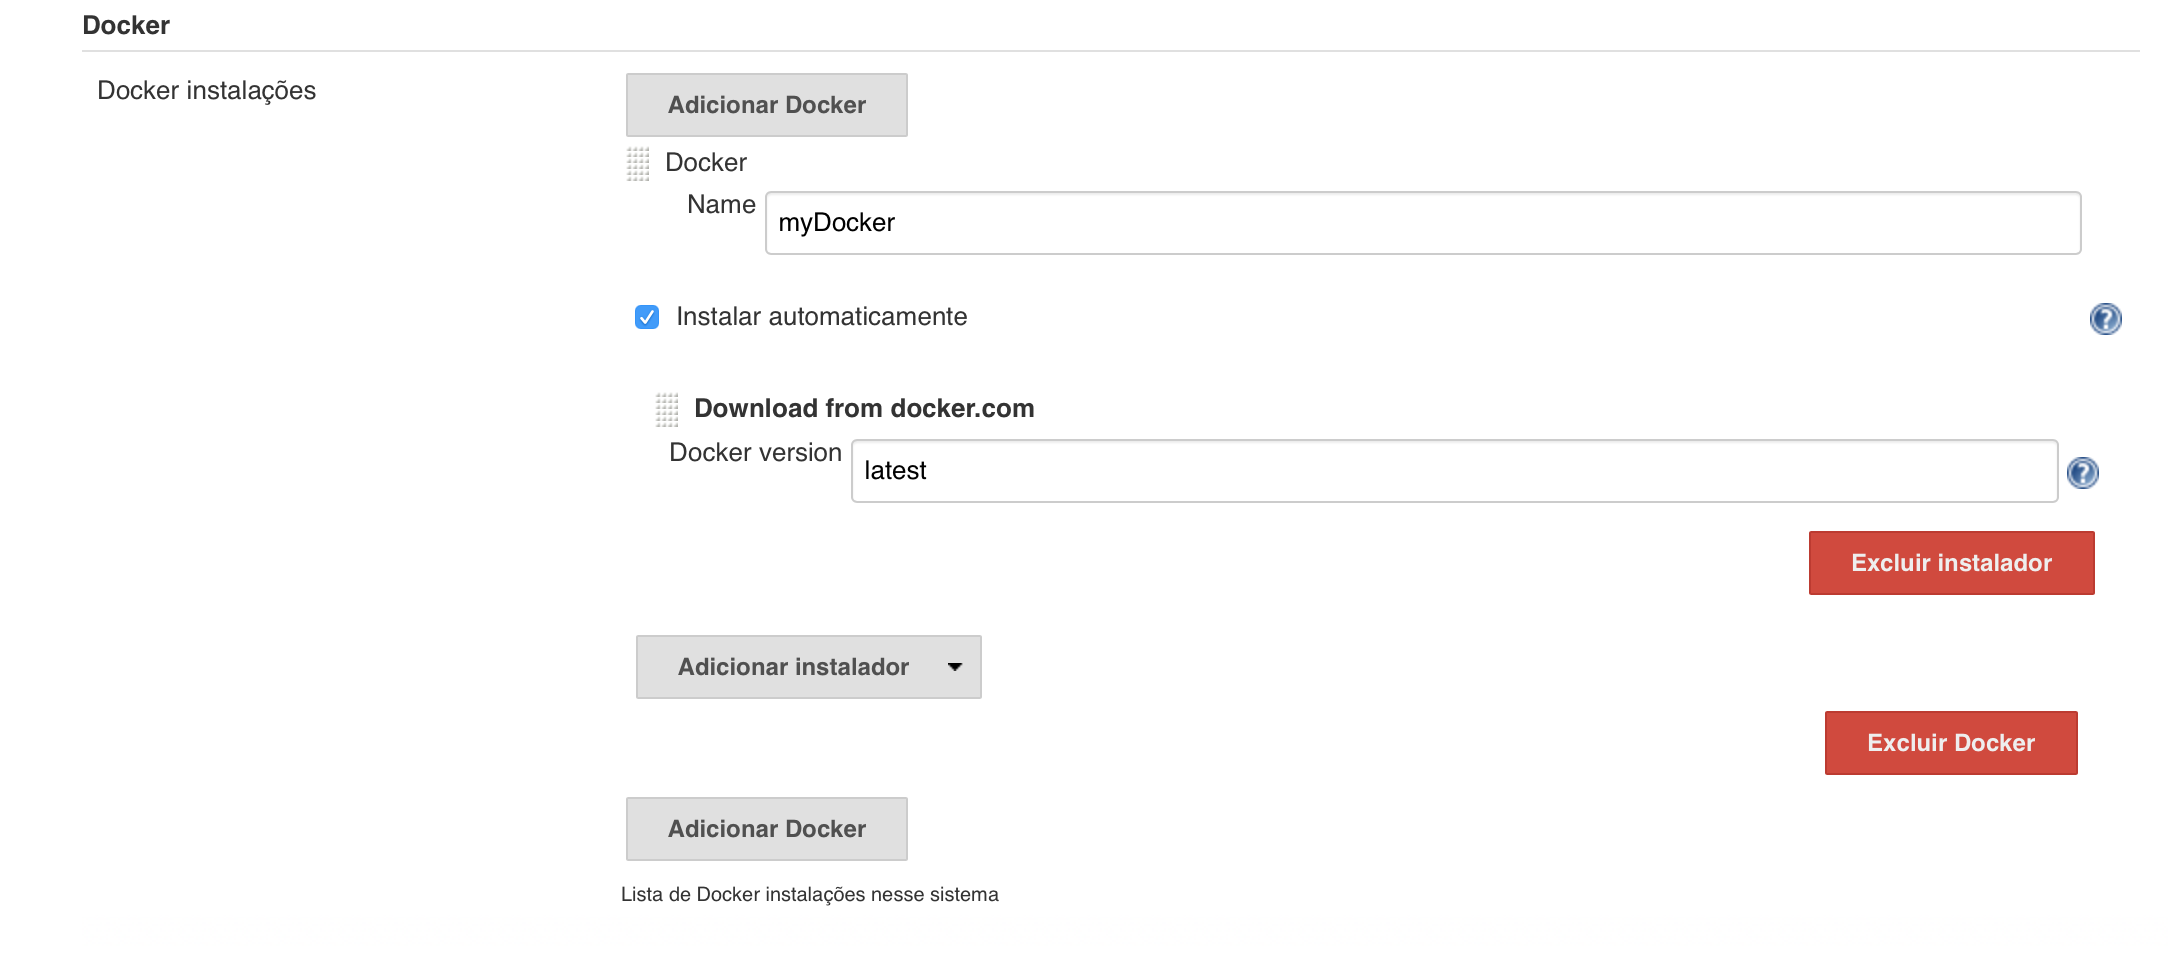 Docker
Docker instalações
Adicionar Docker
Docker
Name
myDocker
Instalar automaticamente
?
Download from docker.com
Docker version
latest
?
Excluir instalador
Adicionar instalador
Excluir Docker
Adicionar Docker
Lista de Docker instalações nesse sistema